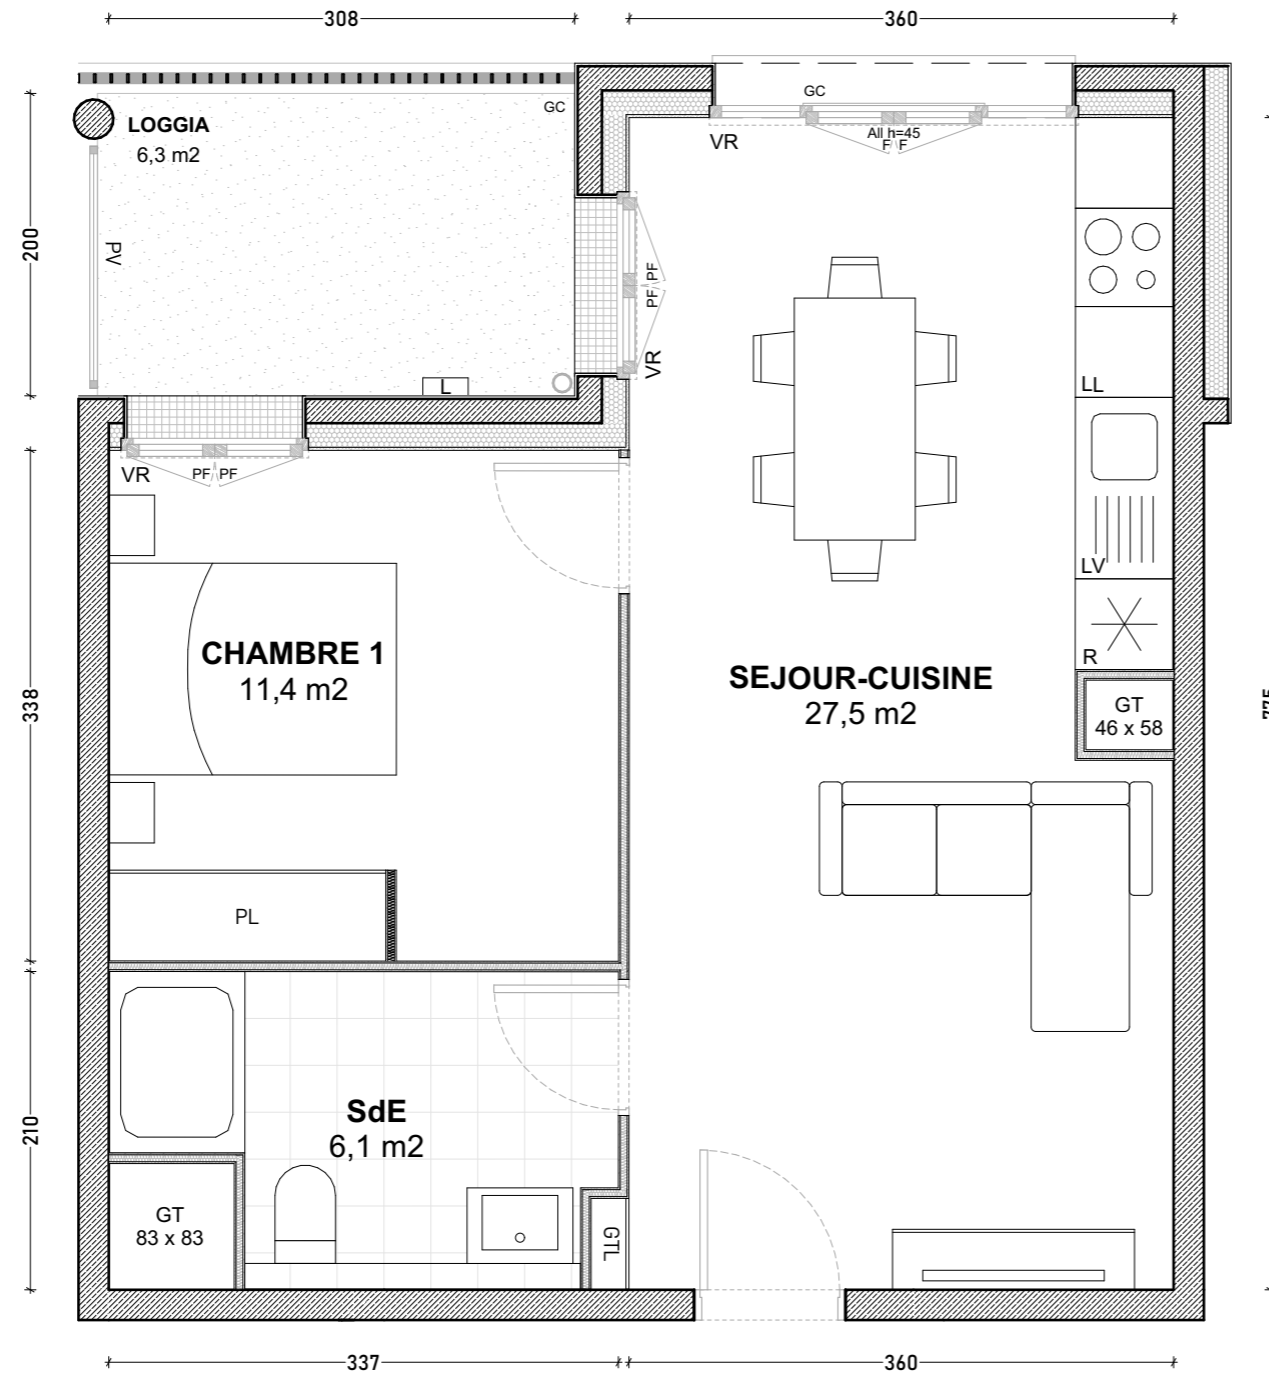 308
360
GC
LOGGIA
6,3 m2
PV
200
L
GC
VR
All h=45
F F
PF PF
VR
LL
LV
R
VR
PF PF
CHAMBRE 1
11,4 m2
338
SEJOUR-CUISINE
27,5 m2
GT
46 x 58
PL
210
SdE
6,1 m2
GT
83 x 83
GTL
337
360